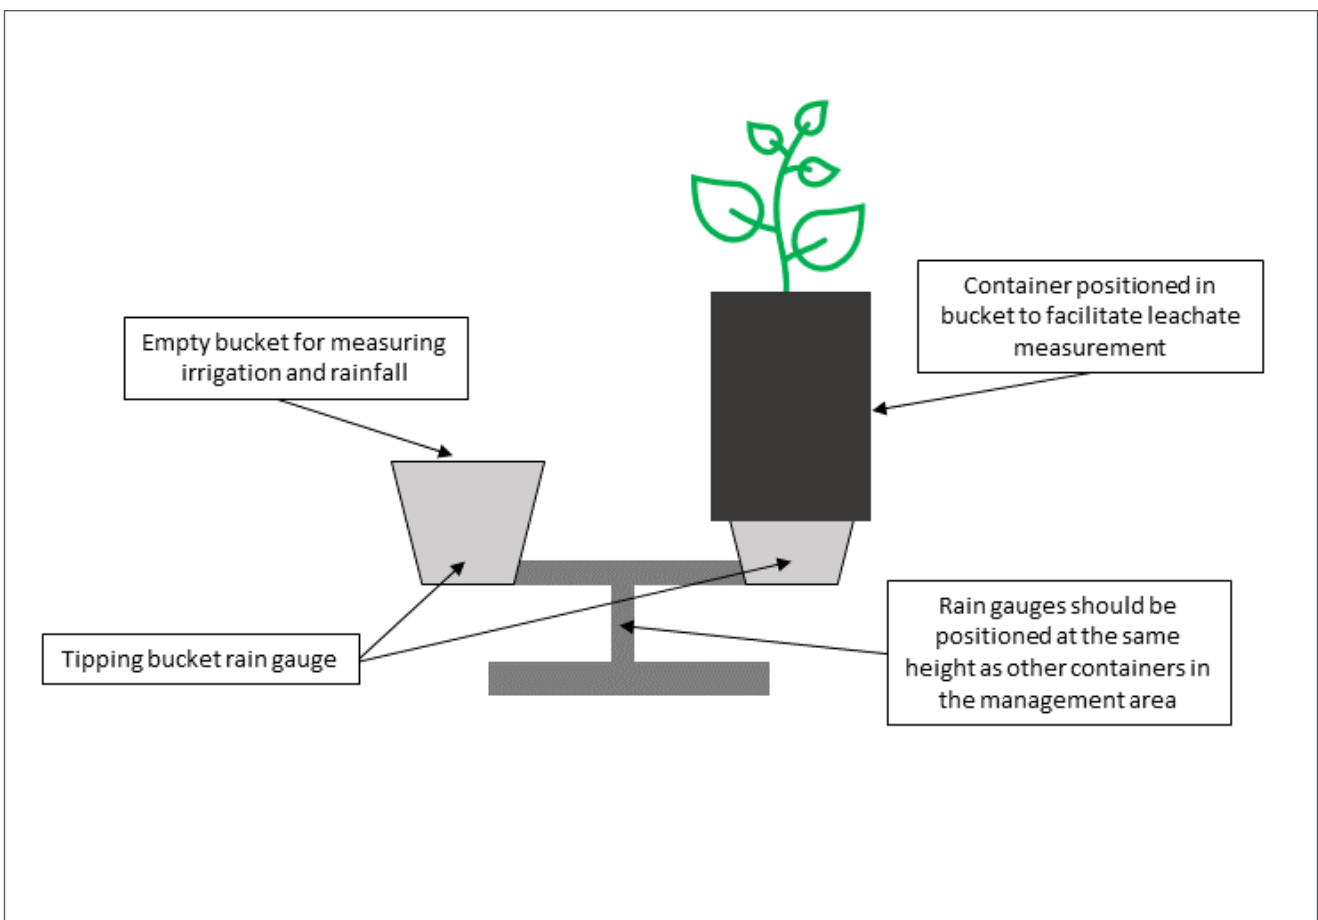 Container positioned in
bucket to facilitate leachate
measurement
Empty bucket for measuring
irrigation and rainfall
Rain gauges should be
positioned at the same
height as other containers in
the management area
Tipping bucket rain gauge